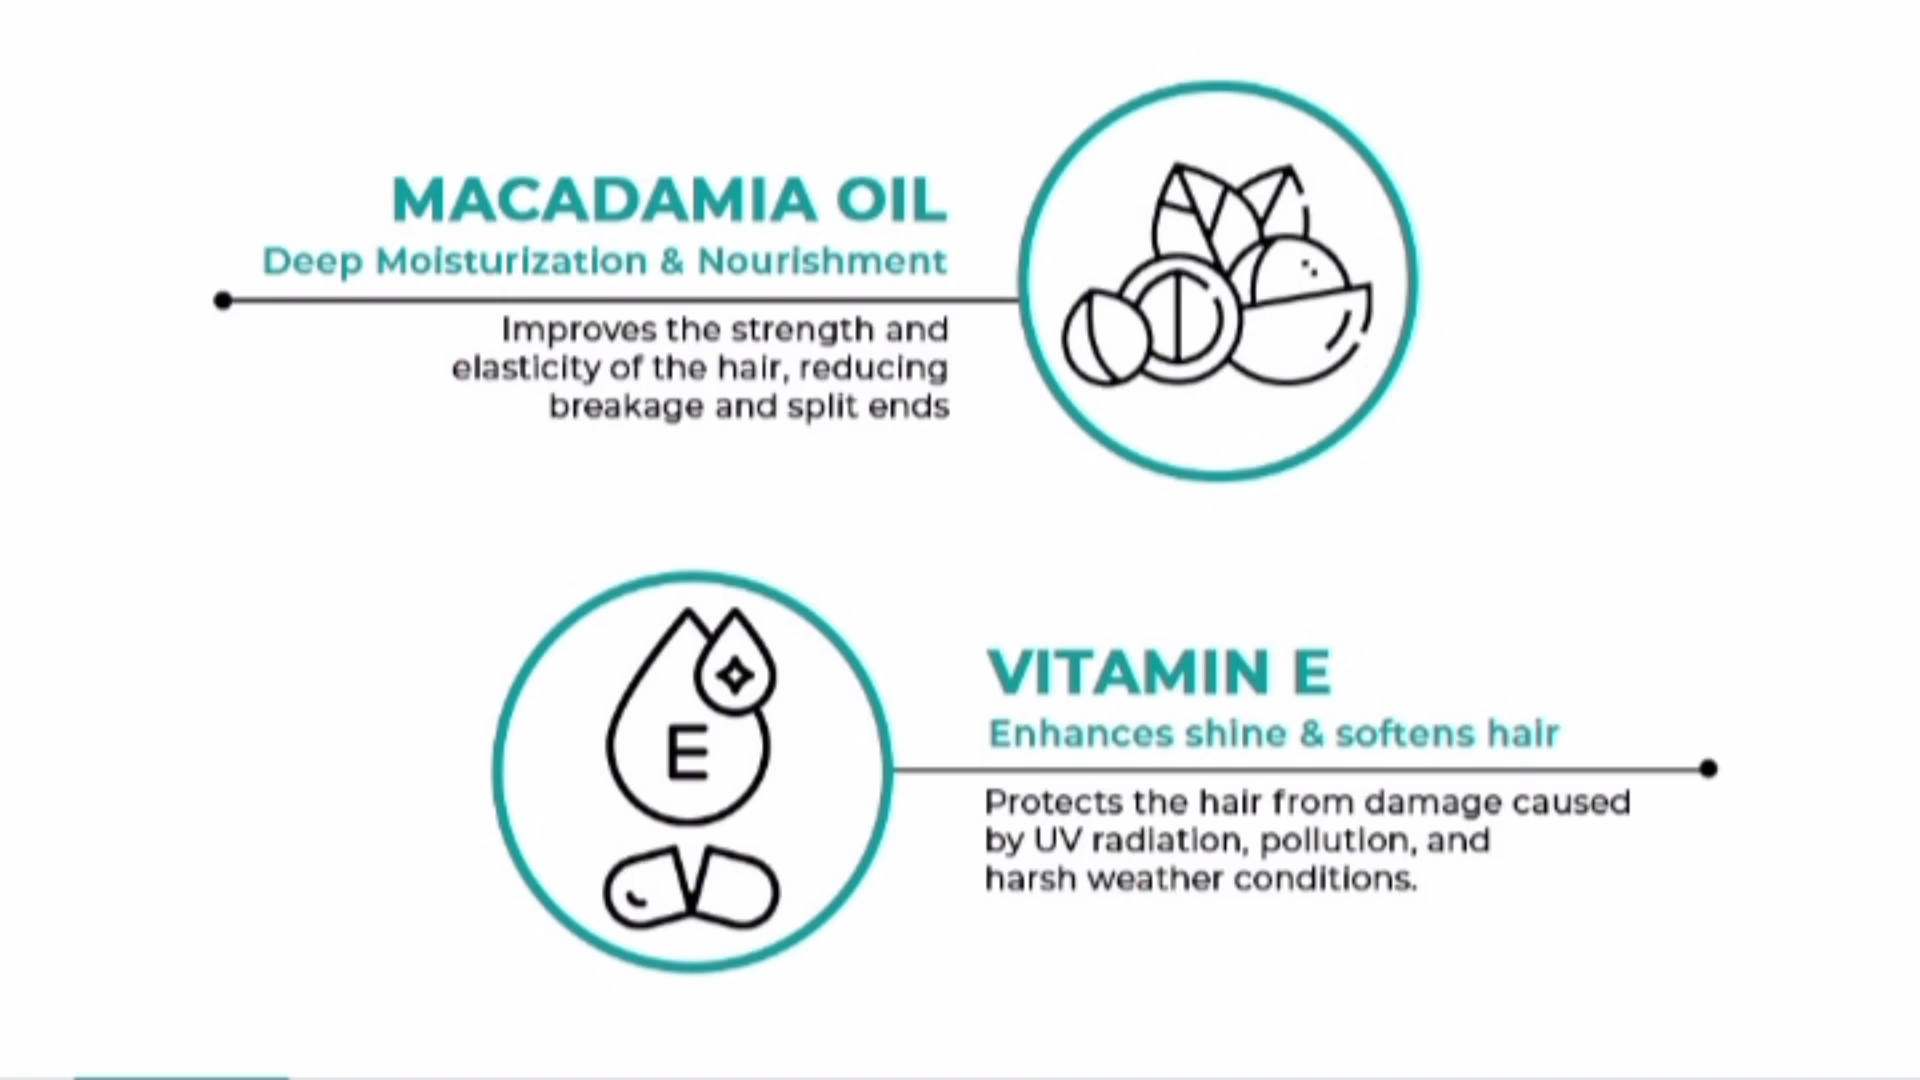 MACADAMIA OIL
Deep Moisturization & Nourishment
Improves the strength and
elasticity of the hair, reducing
breakage and split ends
E
VITAMIN E
Enhances shine & softens hair
Protects the hair from damage caused
by UV radiation, pollution, and
harsh weather conditions.